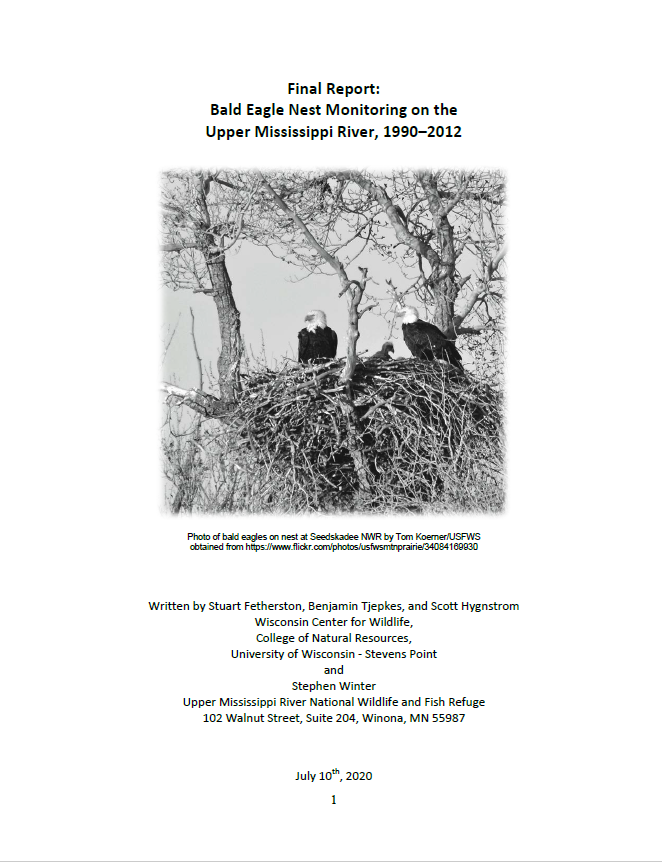 Final Report:
Bald Eagle Nest Monitoring on the
Upper Mississippi River, 1990–2012
Photo of bald eagles on nest at Seedskadee NWR by Tom Koerner/USFWS
obtained from https://www.flickr.com/photos/usfwsmtnprairie/34084169930
Written by Stuart Fetherston, Benjamin Tjepkes, and Scott Hygnstrom
Wisconsin Center for Wildlife,
College of Natural Resources,
University of Wisconsin - Stevens Point
and
Stephen Winter
Upper Mississippi River National Wildlife and Fish Refuge
102 Walnut Street, Suite 204, Winona, MN 55987
July 10th, 2020
1